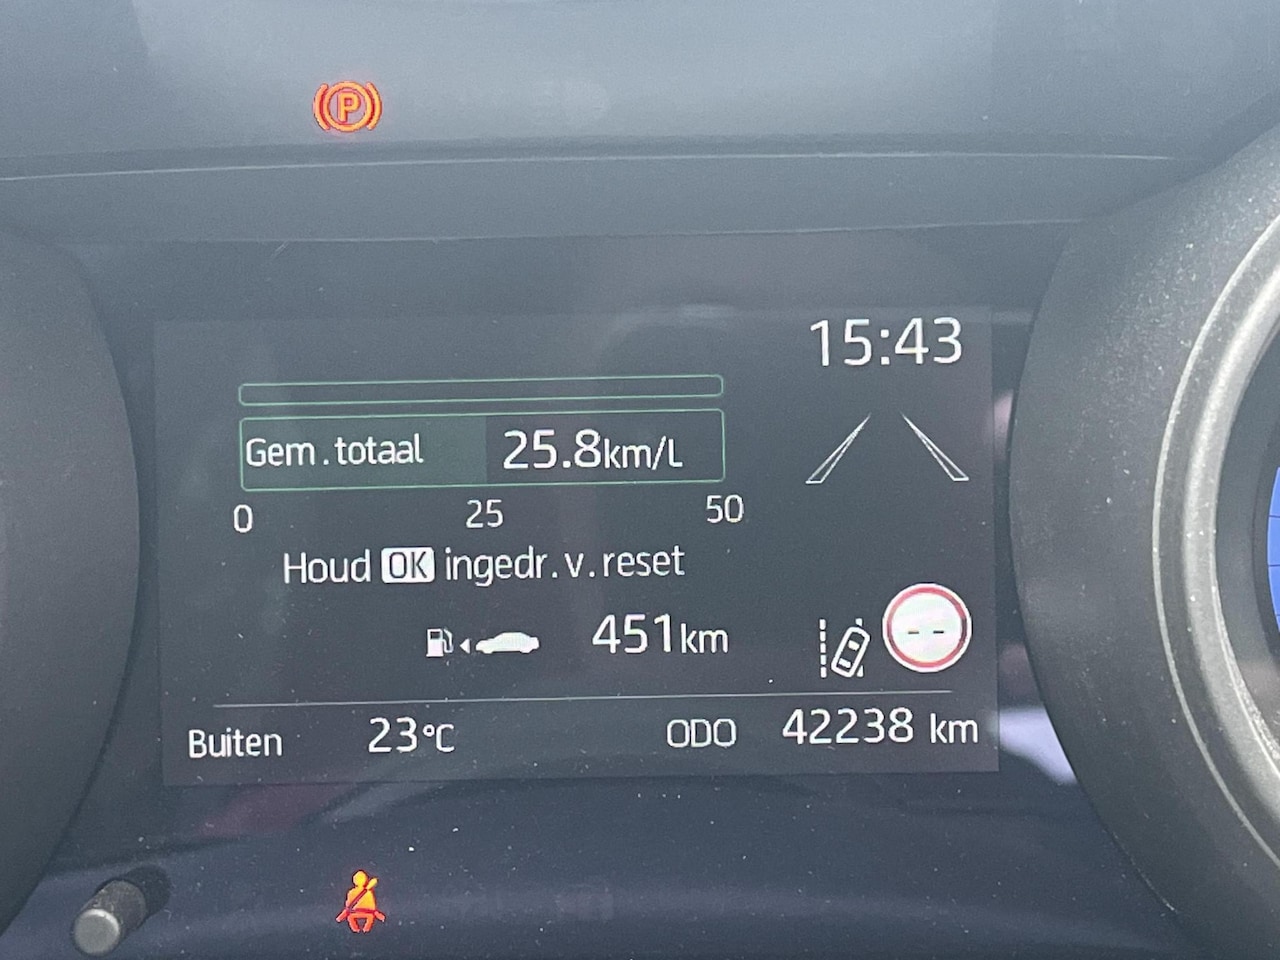 P
15:43
Gem.totaal 25.8km/L
0 25 50
Houd OK ingedr.v.reset
451km
--
Buiten 23°C ODO 42238 km